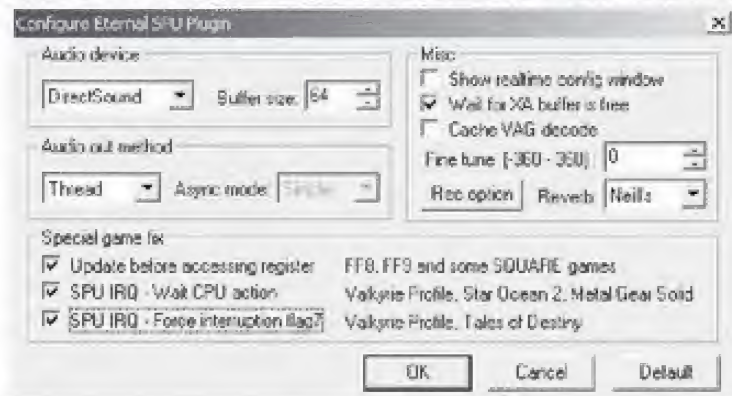 Configure Eternal SPU Plugin
Audio device
DirectSound
Buffer size: 64
Audio out method
Thread
Async mode: Simple
Misc
Show realtime config window
Wait for XA buffer is free
Cache VAG decode
Fine tune [-360 - 360] 0
Rec option
Reverb: Neill's
Special game fix
Update before accessing register FF8, FF9 and some SQUARE games
SPU IRQ - Wait CPU action Valkyrie Profile, Star Ocean 2, Metal Gear Solid
SPU IRQ - Force interruption flag? Valkyrie Profile, Tales of Destiny
OK Cancel Default